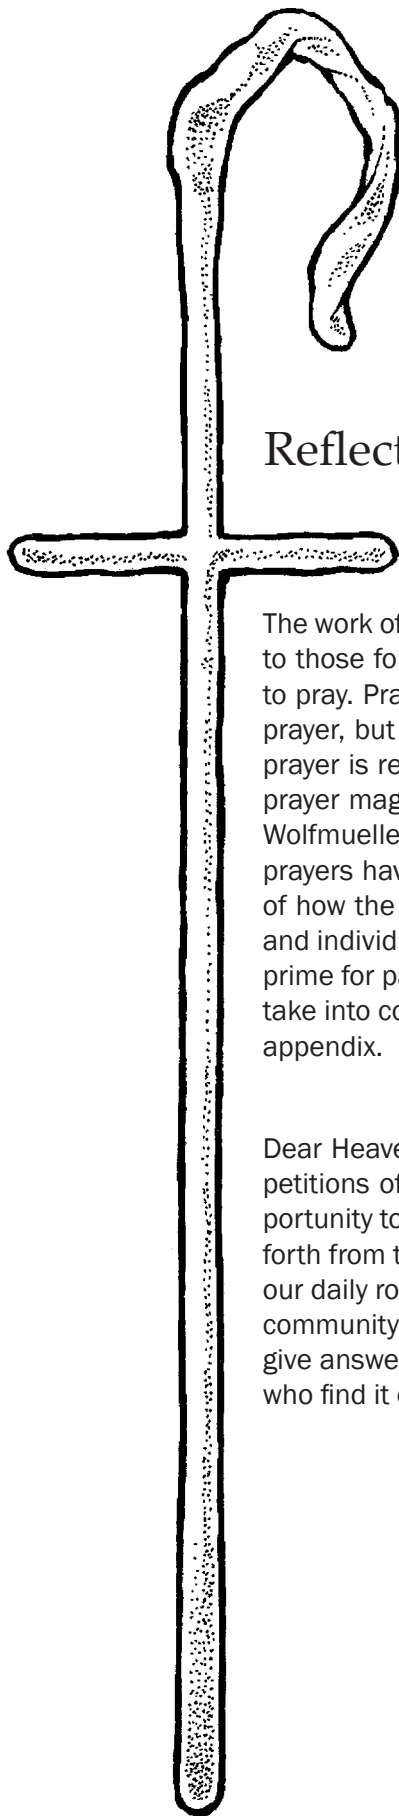 Reflect
The work of
to those fo
to pray. Pra
prayer, but
prayer is re
prayer mag
Wolfmuelle
prayers hav
of how the
and individ
prime for pa
take into co
appendix.
Dear Heave
petitions of
portunity to
forth from t
our daily ro
community
give answe
who find it